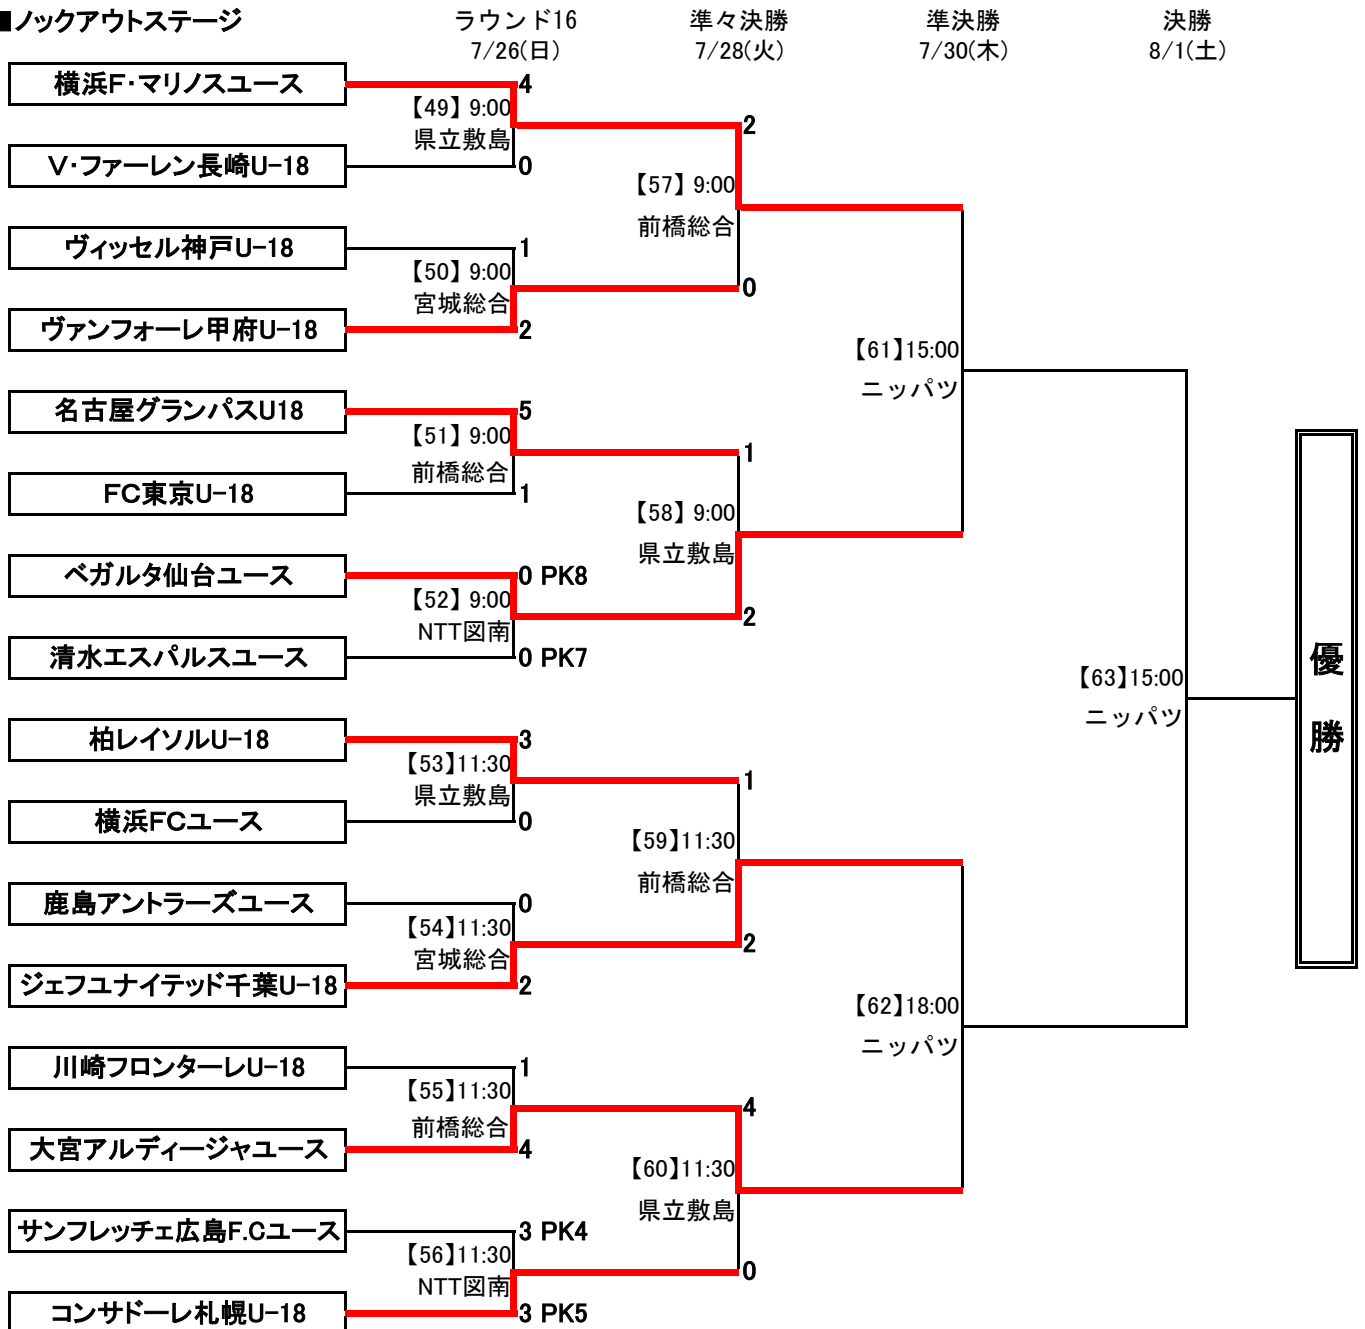 ■ノックアウトステージ
ラウンド16 準々決勝 準決勝 決勝
7/26(日) 7/28(火) 7/30(木) 8/1(土)
横浜F・マリノスユース 4
【49】 9:00
県立敷島
2
V・ファーレン長崎U-18 0
【57】 9:00
前橋総合
ヴィッセル神戸U-18 1
【50】 9:00
宮城総合
0
ヴァンフォーレ甲府U-18 2
【61】15:00
ニッパツ
名古屋グランパスU18 5
【51】 9:00
前橋総合
1
FC東京U-18 1
【58】 9:00
県立敷島
ベガルタ仙台ユース 0 PK8
【52】 9:00
NTT図南
2
清水エスパルスユース 0 PK7
【63】15:00
ニッパツ
優勝
柏レイソルU-18 3
【53】11:30
県立敷島
1
横浜FCユース 0
【59】11:30
前橋総合
鹿島アントラーズユース 0
【54】11:30
宮城総合
2
ジェフユナイテッド千葉U-18 2
【62】18:00
ニッパツ
川崎フロンターレU-18 1
【55】11:30
前橋総合
4
大宮アルディージャユース 4
【60】11:30
県立敷島
サンフレッチェ広島F.Cユース 3 PK4
【56】11:30
NTT図南
0
コンサドーレ札幌U-18 3 PK5